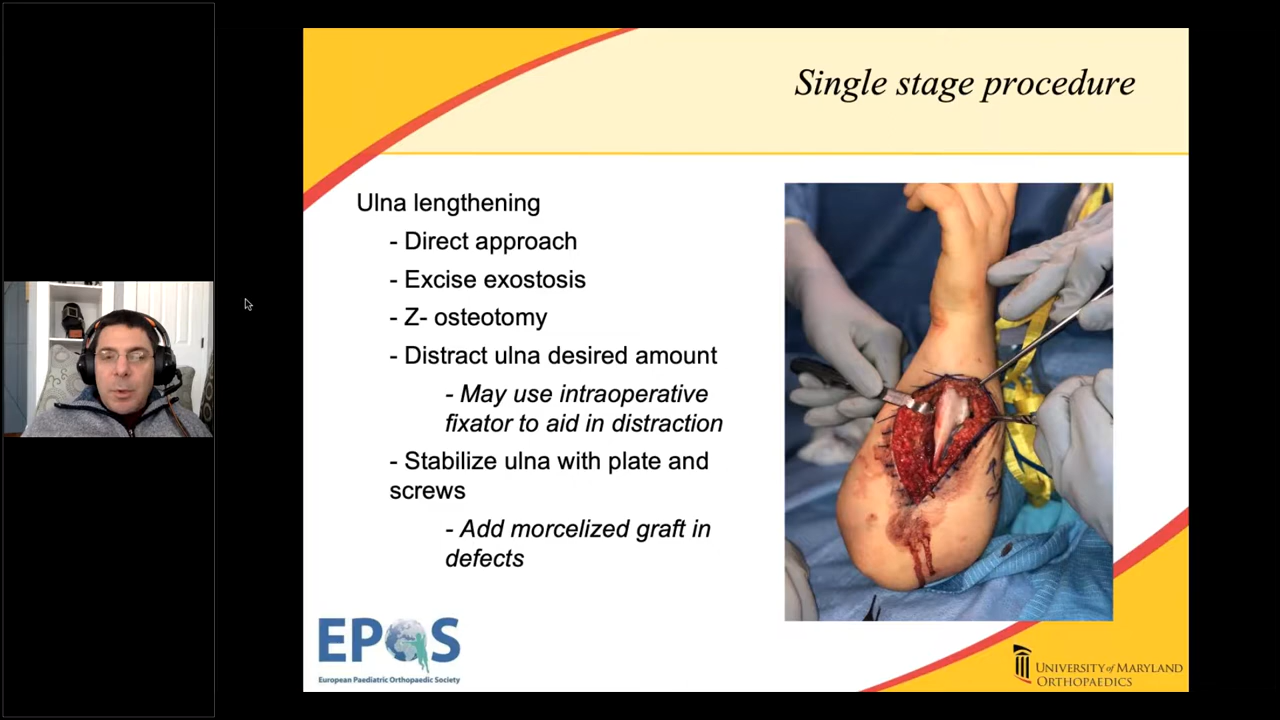 Single stage procedure
Ulna lengthening
- Direct approach
- Excise exostosis
- Z- osteotomy
- Distract ulna desired amount
- May use intraoperative
fixator to aid in distraction
- Stabilize ulna with plate and
screws
- Add morcelized graft in
defects
EPOS
European Paediatric Orthopaedic Society
UNIVERSITY of MARYLAND
ORTHOPAEDICS